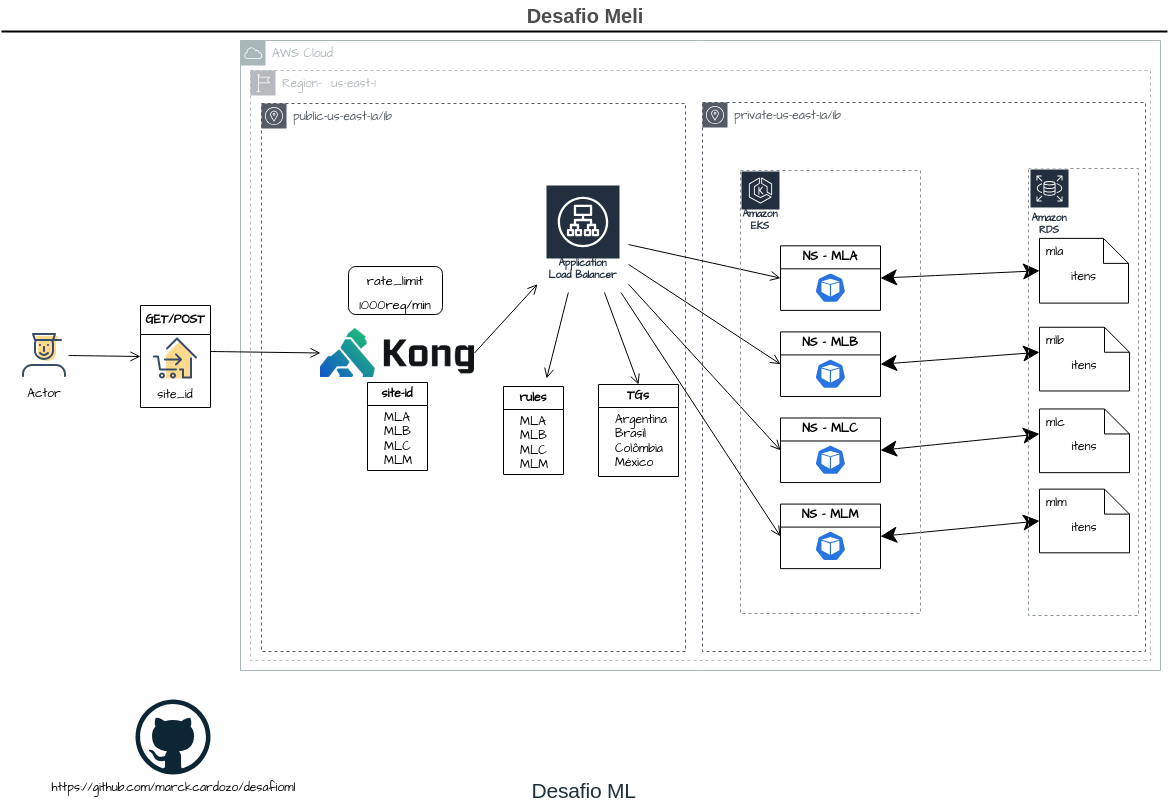 Desafio Meli
AWS Cloud
Region- us-east-1
public-us-east-1a/1b
private-us-east-1a/1b
Amazon
EKS
Amazon
RDS
Application
Load Balancer
rate_limit
1000req/min
Kong
GET/POST
site_id
Actor
site-id
MLA
MLB
MLC
MLM
rules
MLA
MLB
MLC
MLM
TGs
Argentina
Brasil
Colômbia
México
NS - MLA
NS - MLB
NS - MLC
NS - MLM
mla
itens
mlb
itens
mlc
itens
mlm
itens
https://github.com/marckcardozo/desafioml
Desafio ML